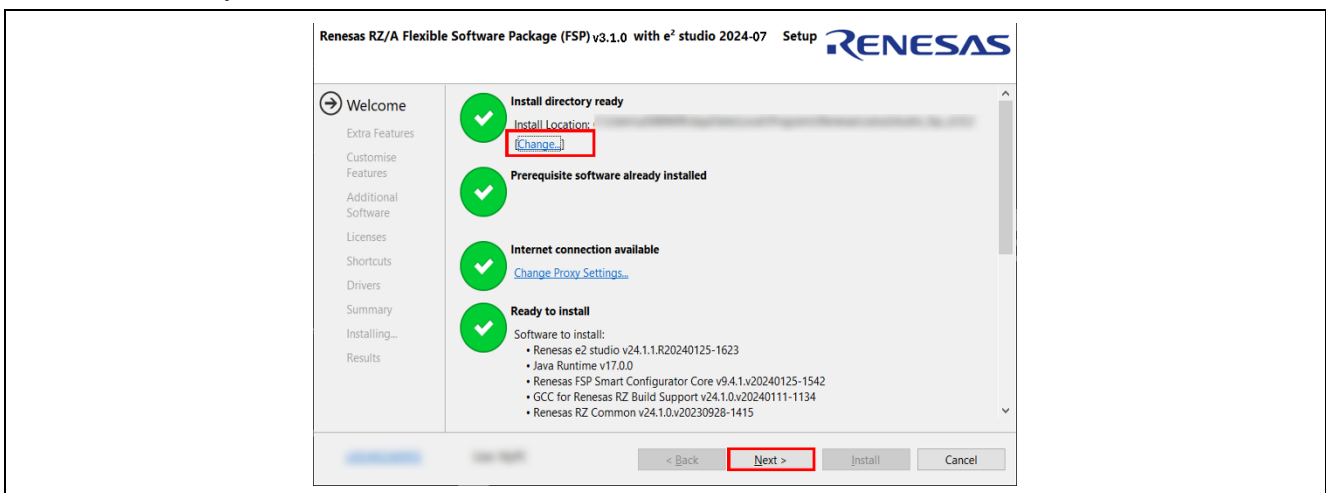 Renesas RZ/A Flexible Software Package (FSP) v3.1.0 with e² studio 2024-07 Setup
RENESAS
Welcome
Extra Features
Customise
Features
Additional
Software
Licenses
Shortcuts
Drivers
Summary
Installing...
Results
Install directory ready
Install Location:
[Change...]
Prerequisite software already installed
Internet connection available
Change Proxy Settings...
Ready to install
Software to install:
• Renesas e2 studio v24.1.1.R20240125-1623
• Java Runtime v17.0.0
• Renesas FSP Smart Configurator Core v9.4.1.v20240125-1542
• GCC for Renesas RZ Build Support v24.1.0.v20240111-1134
• Renesas RZ Common v24.1.0.v20230928-1415
< Back
Next >
Install
Cancel